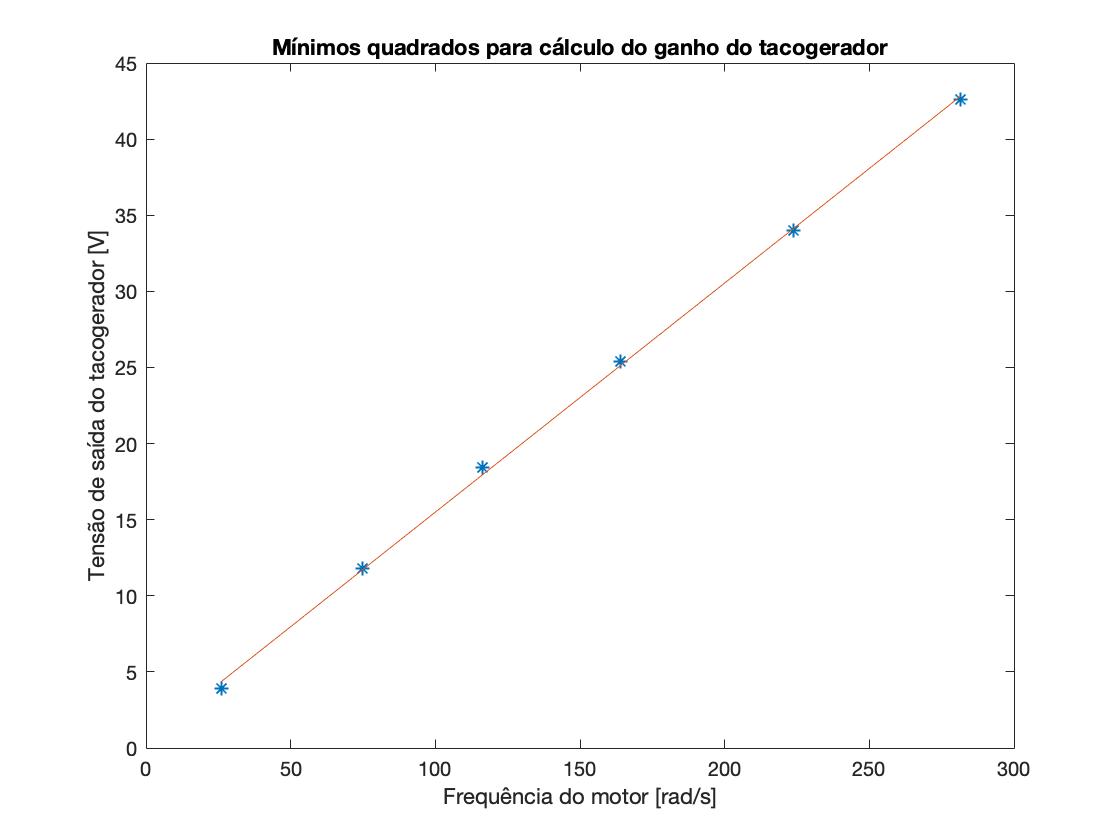 Mínimos quadrados para cálculo do ganho do tacogerador
45
40
35
30
25
20
15
10
5
0
Tensão de saída do tacogerador [V]
0 50 100 150 200 250 300
Frequência do motor [rad/s]